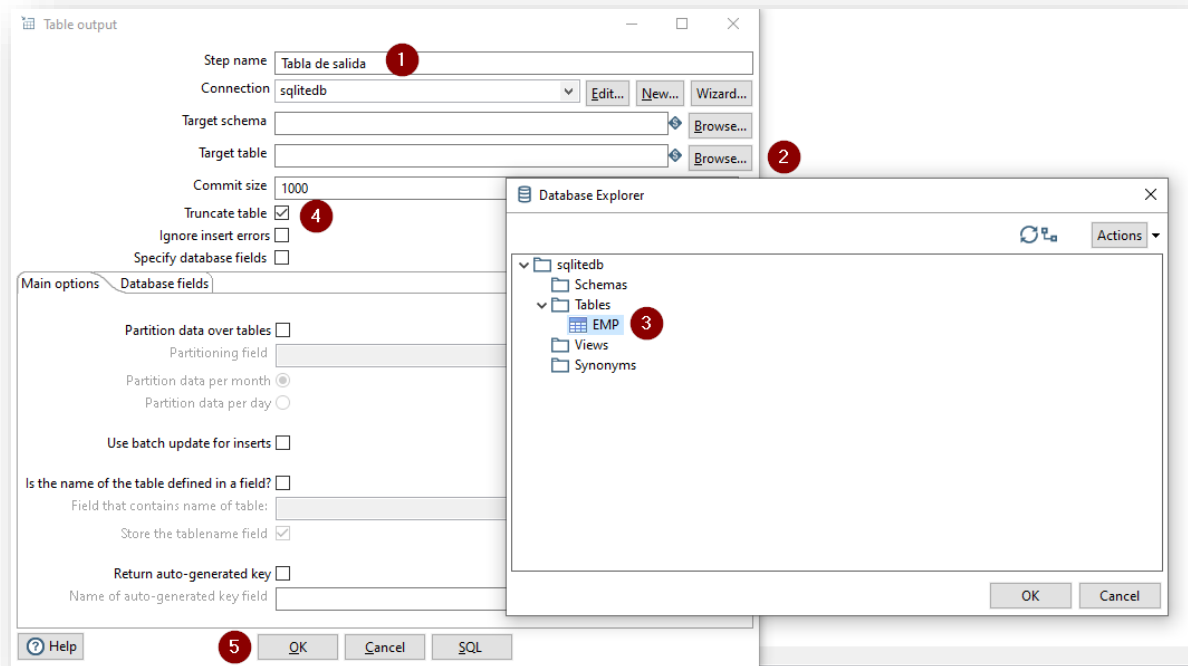 Table output
Step name Tabla de salida 1
Connection sqlitedb Edit... New... Wizard...
Target schema Browse...
Target table Browse... 2
Commit size 1000
Truncate table 4
Ignore insert errors
Specify database fields
Main options Database fields
Partition data over tables
Partitioning field
Partition data per month
Partition data per day
Use batch update for inserts
Is the name of the table defined in a field?
Field that contains name of table:
Store the tablename field
Return auto-generated key
Name of auto-generated key field
Help 5 OK Cancel SQL
Database Explorer
Actions
sqlitedb
Schemas
Tables
EMP 3
Views
Synonyms
OK Cancel